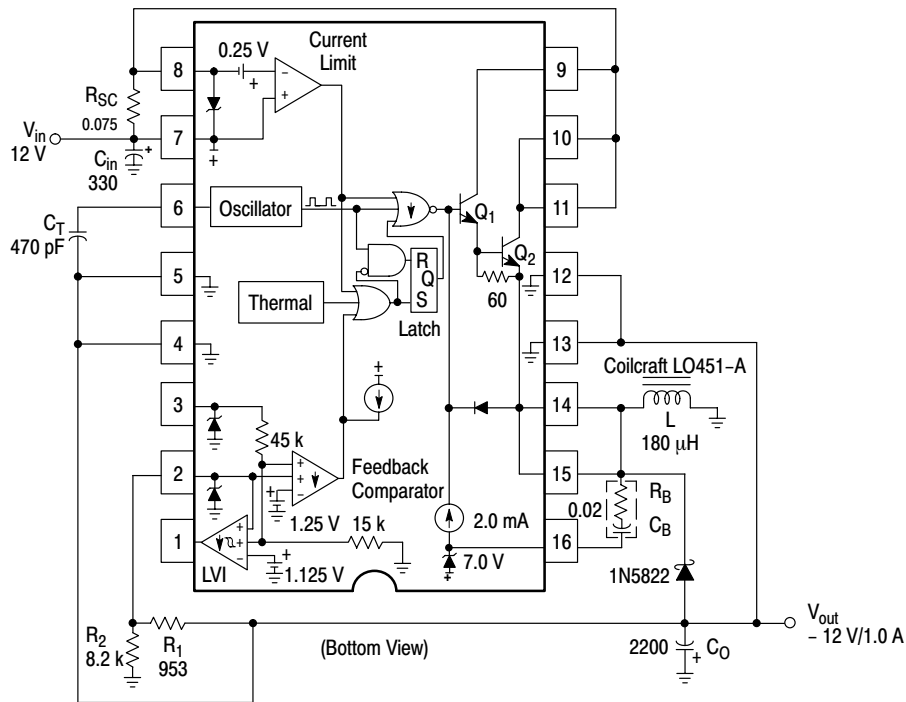 8
0.25 V
+
−
+
Current
Limit
9
RSC
0.075
Vin
12 V
7
+
10
+
Cin
330
6
Oscillator
Q1
11
CT
470 pF
R
Q
S
Latch
Q2
60
12
5
Thermal
4
13
+
Coilcraft LO451–A
14
L
180 µH
3
45 k
2
+
+
−
+
Feedback
Comparator
15
RB
0.02
CB
1.25 V
15 k
2.0 mA
1
+
+
−
+
LVI
1.125 V
7.0 V
+
16
1N5822
R2
8.2 k
R1
953
(Bottom View)
2200
+
CO
Vout
– 12 V/1.0 A